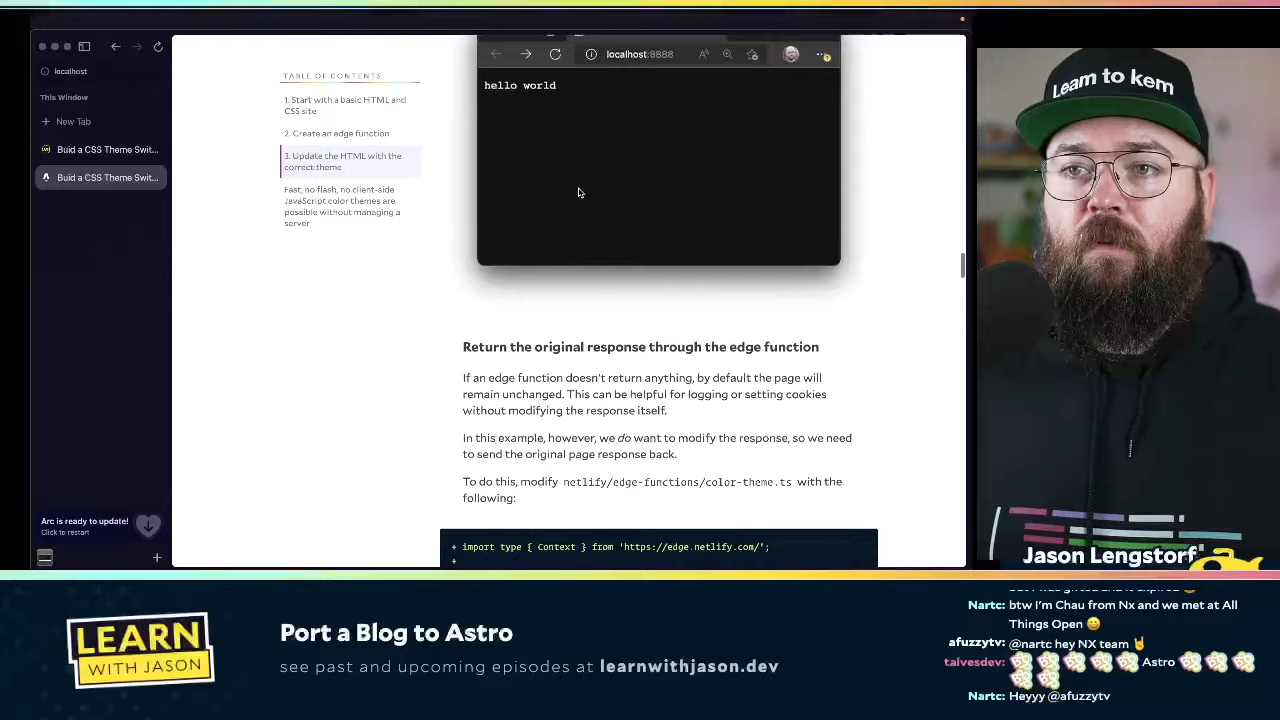 localhost
This Window
New Tab
Buid a CSS Theme Swit...
Buid a CSS Theme Swit...
Arc is ready to update!
Click to restart
TABLE OF CONTENTS
1. Start with a basic HTML and
CSS site
2. Create an edge function
3. Update the HTML with the
correct theme
Fast, no flash, no client-side
JavaScript color themes are
possible without managing a
server
localhost:8888
hello world
Return the original response through the edge function
If an edge function doesn't return anything, by default the page will
remain unchanged. This can be helpful for logging or setting cookies
without modifying the response itself.
In this example, however, we do want to modify the response, so we need
to send the original page response back.
To do this, modify netlify/edge-functions/color-theme.ts with the
following:
+ import type { Context } from 'https://edge.netlify.com/';
+
Learn to kem
Jason Lengstorf
LEARN
WITH JASON
Port a Blog to Astro
see past and upcoming episodes at learnwithjason.dev
Nartc: btw I'm Chau from Nx and we met at All
Things Open 😀
afuzzytv: @nartc hey NX team 🤘
taivesdev: Astro
Nartc: Heyyy @afuzzytv